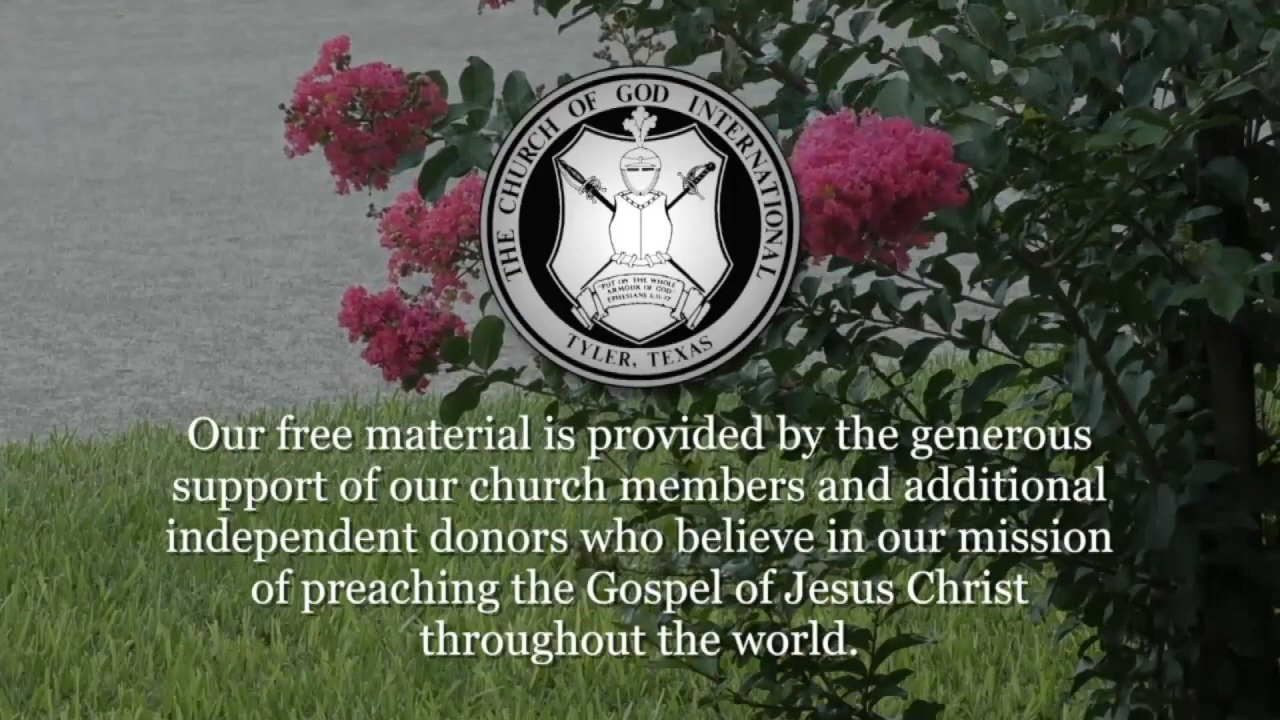 THE CHURCH OF GOD INTERNATIONAL
"PUT ON THE WHOLE
ARMOUR OF GOD"
EPHESIANS 6:11-17
TYLER, TEXAS
Our free material is provided by the generous
support of our church members and additional
independent donors who believe in our mission
of preaching the Gospel of Jesus Christ
throughout the world.